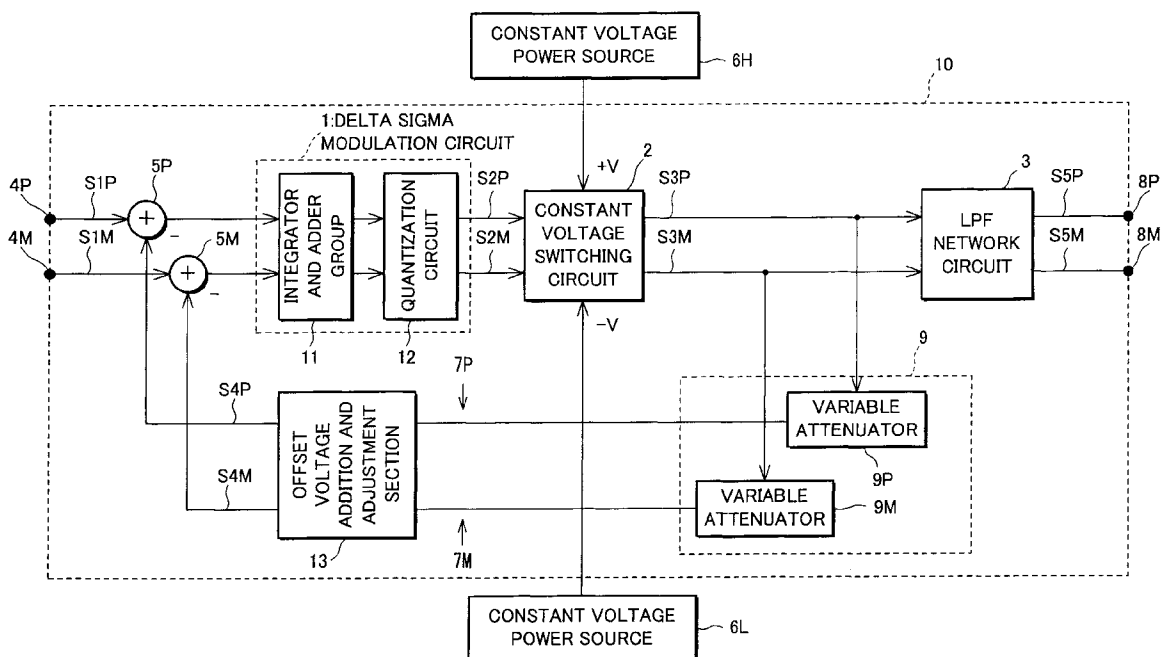 CONSTANT VOLTAGE
POWER SOURCE
6H
10
1:DELTA SIGMA
MODULATION CIRCUIT
+V
2
3
4P
S1P
5P
S2P
S3P
S5P
8P
4M
S1M
5M
S2M
S3M
S5M
8M
+
-
+
-
INTEGRATOR
AND ADDER
GROUP
QUANTIZATION
CIRCUIT
CONSTANT
VOLTAGE
SWITCHING
CIRCUIT
LPF
NETWORK
CIRCUIT
11
12
-V
7P
9
S4P
S4M
OFFSET
VOLTAGE
ADDITION AND
ADJUSTMENT
SECTION
VARIABLE
ATTENUATOR
9P
VARIABLE
ATTENUATOR
9M
13
7M
CONSTANT VOLTAGE
POWER SOURCE
6L